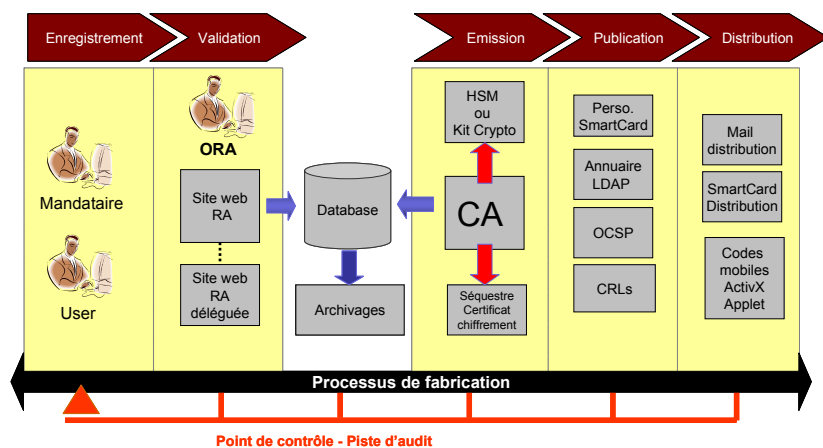 Enregistrement
Validation
Emission
Publication
Distribution
Mandataire
User
ORA
Site web
RA
Site web
RA
déléguée
Database
Archivages
HSM
ou
Kit Crypto
CA
Séquestre
Certificat
chiffrement
Perso.
SmartCard
Annuaire
LDAP
OCSP
CRLs
Mail
distribution
SmartCard
Distribution
Codes
mobiles
ActivX
Applet
Processus de fabrication
Point de contrôle - Piste d'audit